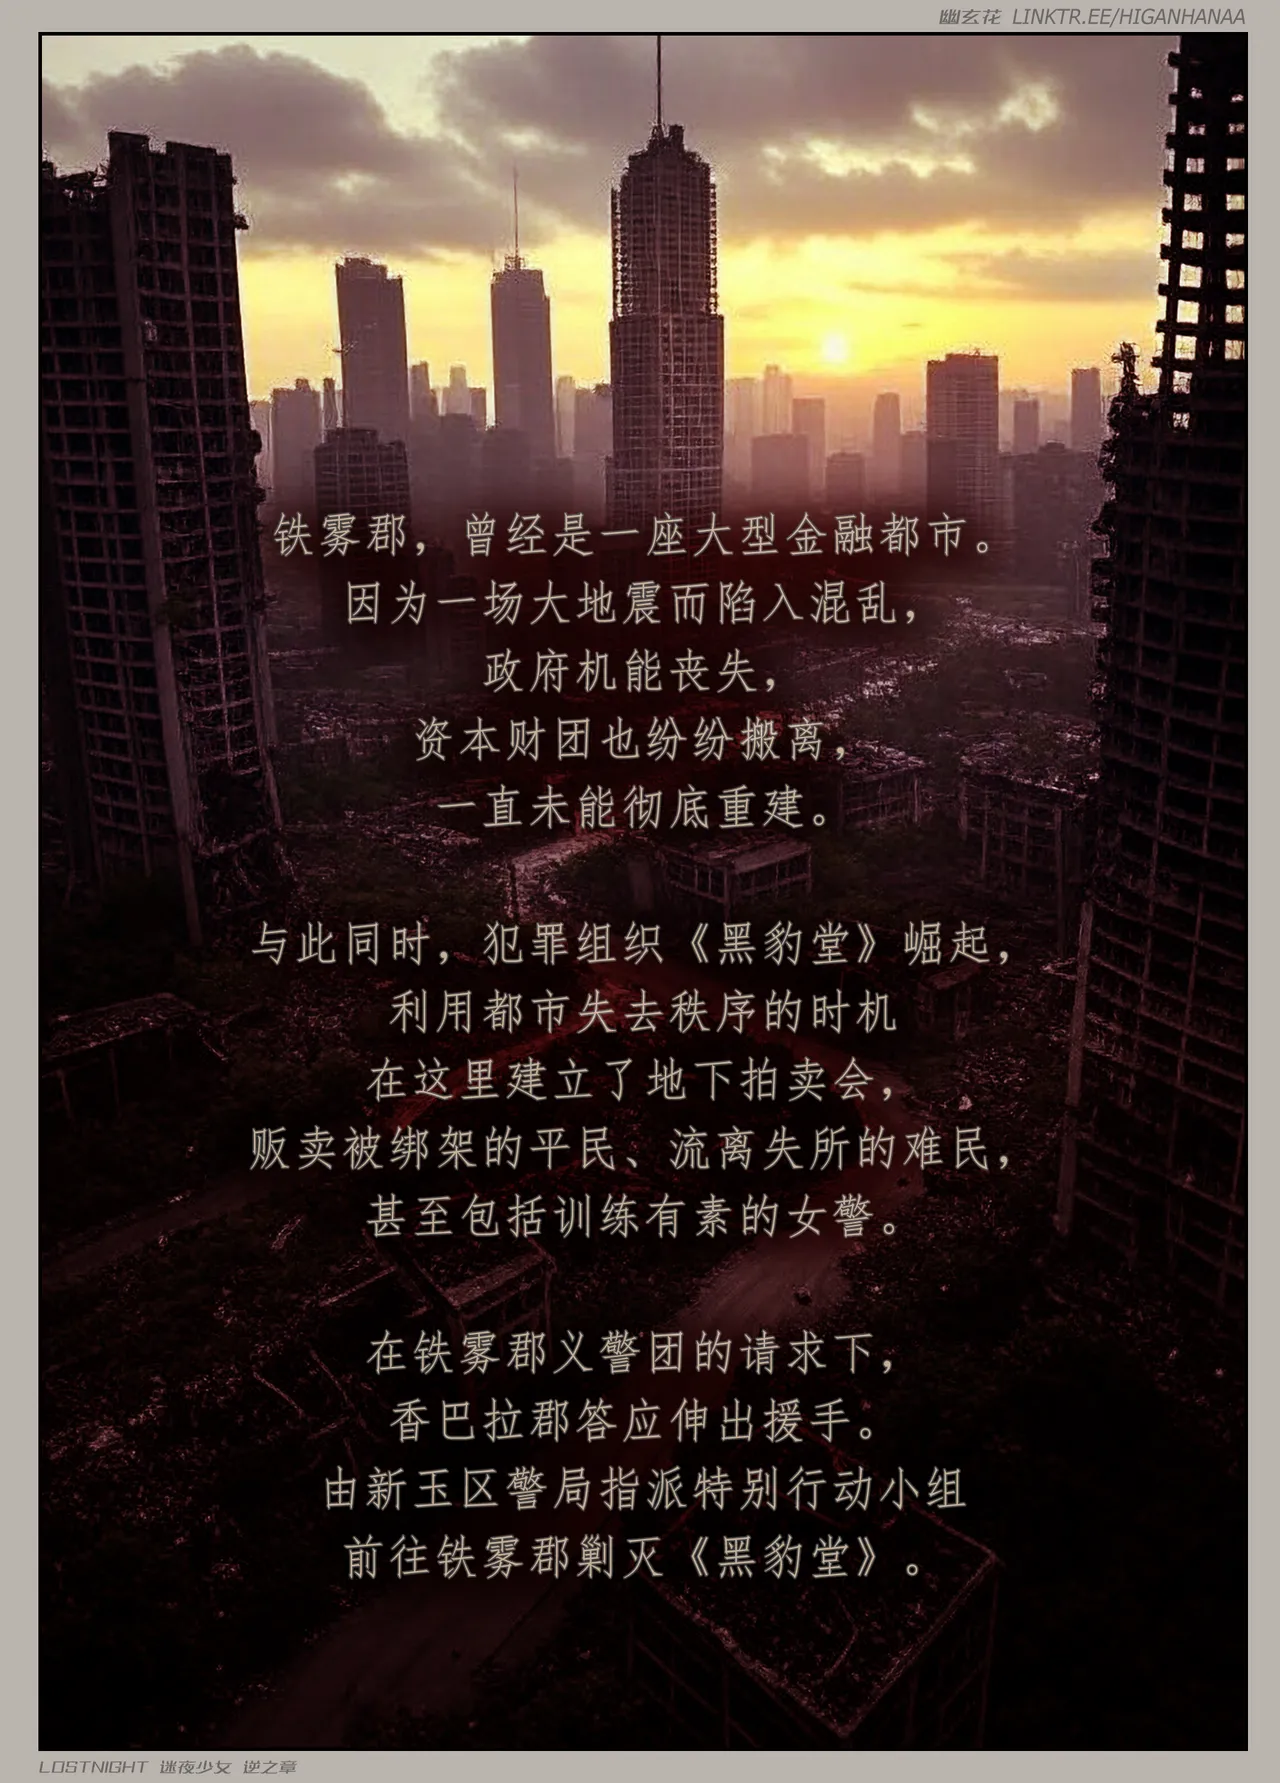 幽玄花 LINKTR.EE/HIGANHANAA
铁雾郡，曾经是一座大型金融都市。
因为一场大地震而陷入混乱，
政府机能丧失，
资本财团也纷纷搬离，
一直未能彻底重建。
与此同时，犯罪组织《黑豹堂》崛起，
利用都市失去秩序的时机
在这里建立了地下拍卖会，
贩卖被绑架的平民、流离失所的难民，
甚至包括训练有素的女警。
在铁雾郡义警团的请求下，
香巴拉郡答应伸出援手。
由新玉区警局指派特别行动小组
前往铁雾郡剿灭《黑豹堂》。
LOSTNIGHT 迷夜少女 逆之章